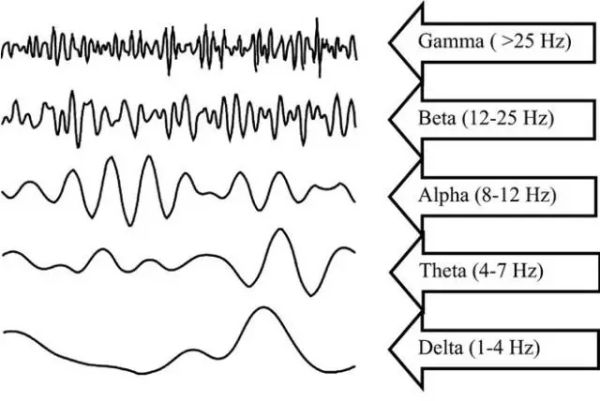 Gamma ( >25 Hz)
Beta (12-25 Hz)
Alpha (8-12 Hz)
Theta (4-7 Hz)
Delta (1-4 Hz)